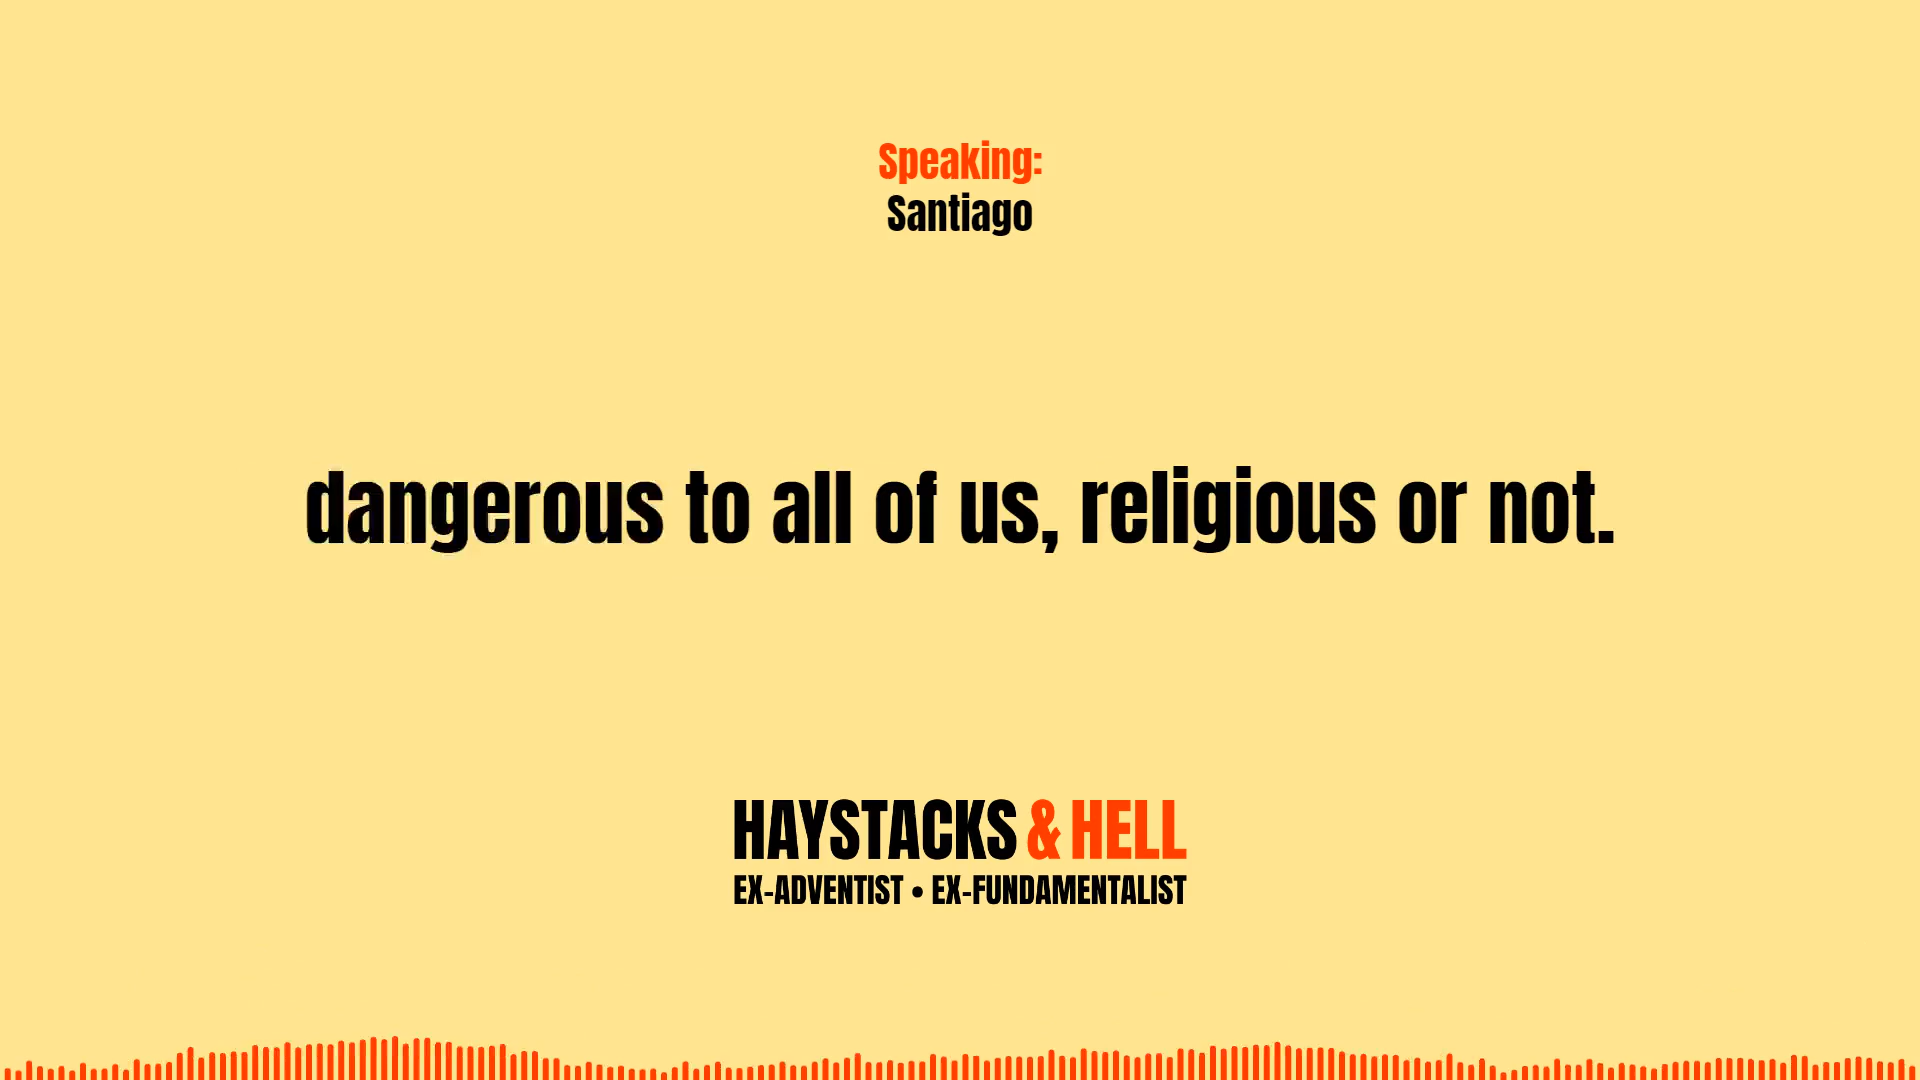 Speaking:
Santiago
dangerous to all of us, religious or not.
HAYSTACKS & HELL
EX-ADVENTIST • EX-FUNDAMENTALIST